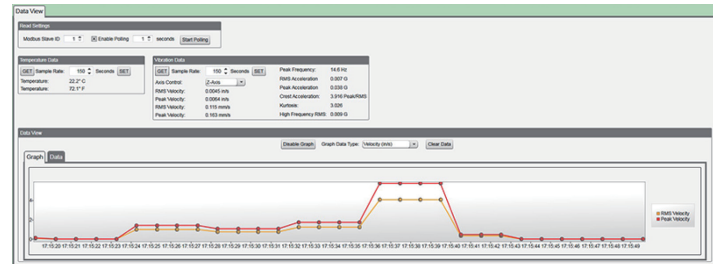 Data View
Read Settings
Modbus Slave ID 1 Enable Polling 1 seconds Start Polling
Temperature Data
GET Sample Rate: 150 Seconds SET
Temperature: 22.2° C
Temperature: 72.1° F
Vibration Data
GET Sample Rate: 150 Seconds SET
Axis Control: Z-Axis
RMS Velocity: 0.0045 in/s
Peak Velocity: 0.0064 in/s
RMS Velocity: 0.115 mm/s
Peak Velocity: 0.163 mm/s
Peak Frequency: 14.6 Hz
RMS Acceleration 0.007 G
Peak Acceleration 0.038 G
Crest Acceleration: 3.916 Peak/RMS
Kurtosis: 3.026
High Frequency RMS: 0.009 G
Data View
Disable Graph Graph Data Type: Velocity (in/s) Clear Data
Graph Data
4
2
0
17:15:20 17:15:21 17:15:22 17:15:23 17:15:24 17:15:25 17:15:26 17:15:27 17:15:28 17:15:29 17:15:30 17:15:31 17:15:32 17:15:33 17:15:34 17:15:35 17:15:36 17:15:37 17:15:38 17:15:39 17:15:40 17:15:41 17:15:42 17:15:43 17:15:44 17:15:45 17:15:46 17:15:47 17:15:48 17:15:49
RMS Velocity
Peak Velocity